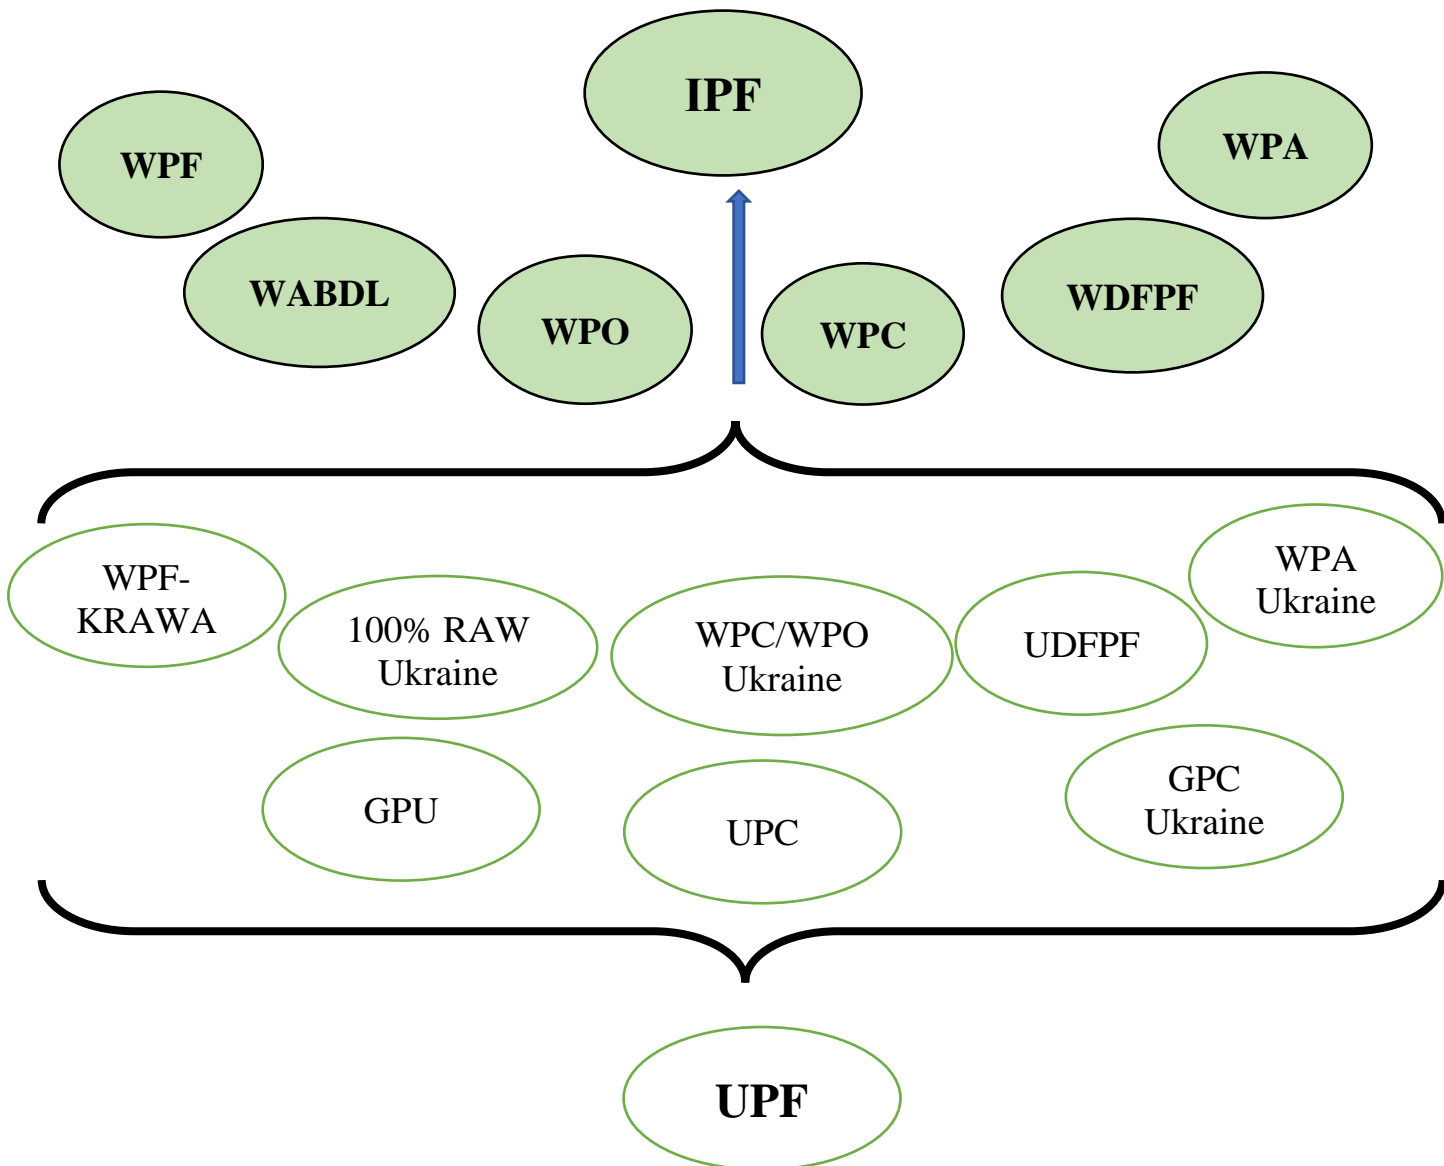 IPF
WPF
WPA
WABDL
WPO
WPC
WDFPF
WPF-
KRAWA
100% RAW
Ukraine
WPC/WPO
Ukraine
UDFPF
WPA
Ukraine
GPU
UPC
GPC
Ukraine
UPF